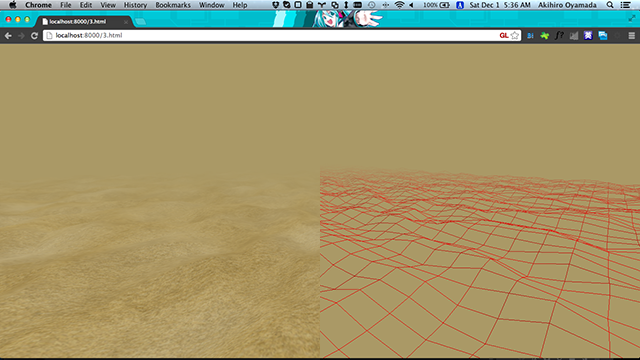 Chrome File Edit View History Bookmarks Window Help 100% Sat Dec 1 5:36 AM Akihiro Oyamada
localhost:8000/3.html
localhost:8000/3.html GL B! f?